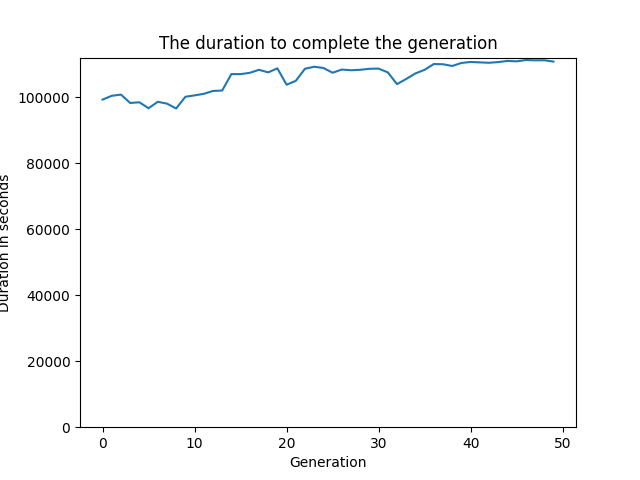 The duration to complete the generation
Duration in seconds
100000
80000
60000
40000
20000
0
0 10 20 30 40 50
Generation